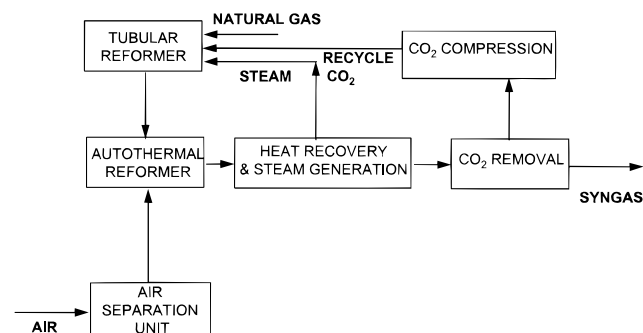 NATURAL GAS
TUBULAR
REFORMER
CO₂ COMPRESSION
RECYCLE
CO₂
STEAM
AUTOTHERMAL
REFORMER
HEAT RECOVERY
& STEAM GENERATION
CO₂ REMOVAL
SYNGAS
AIR
SEPARATION
UNIT
AIR